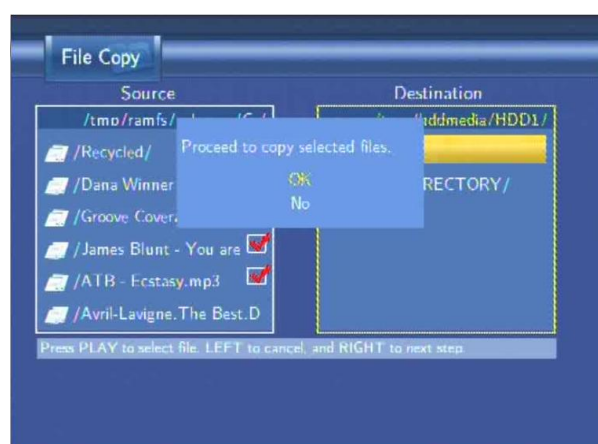 File Copy
Source
Destination
/tmp/ramfs/
/hddmedia/HDD1/
/Recycled/
/Dana Winner
/Groove Cover
/James Blunt - You are
/ATB - Ecstasy.mp3
/Avril-Lavigne.The Best.D
RECTORY/
Proceed to copy selected files.
OK
No
Press PLAY to select file. LEFT to cancel, and RIGHT to next step.